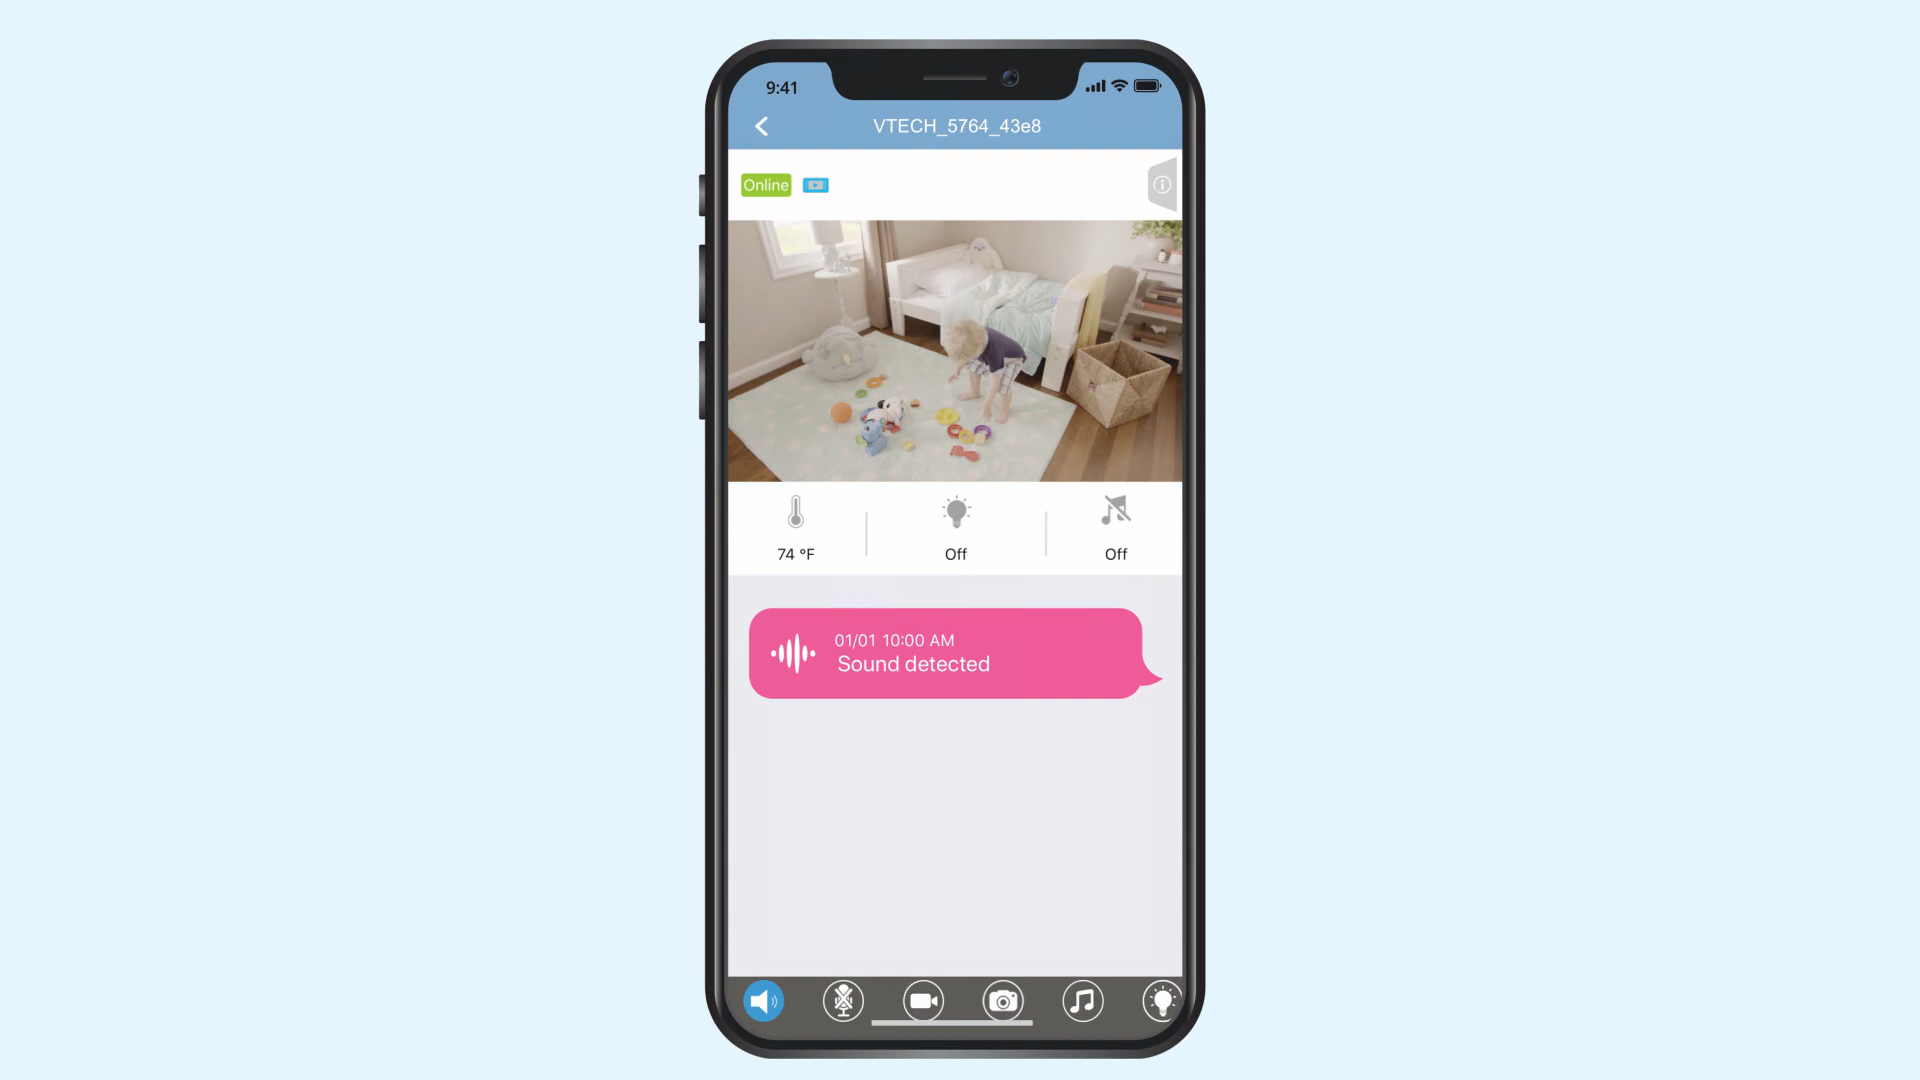 9:41
VTECH_5764_43e8
Online
74 °F
Off
Off
01/01 10:00 AM
Sound detected